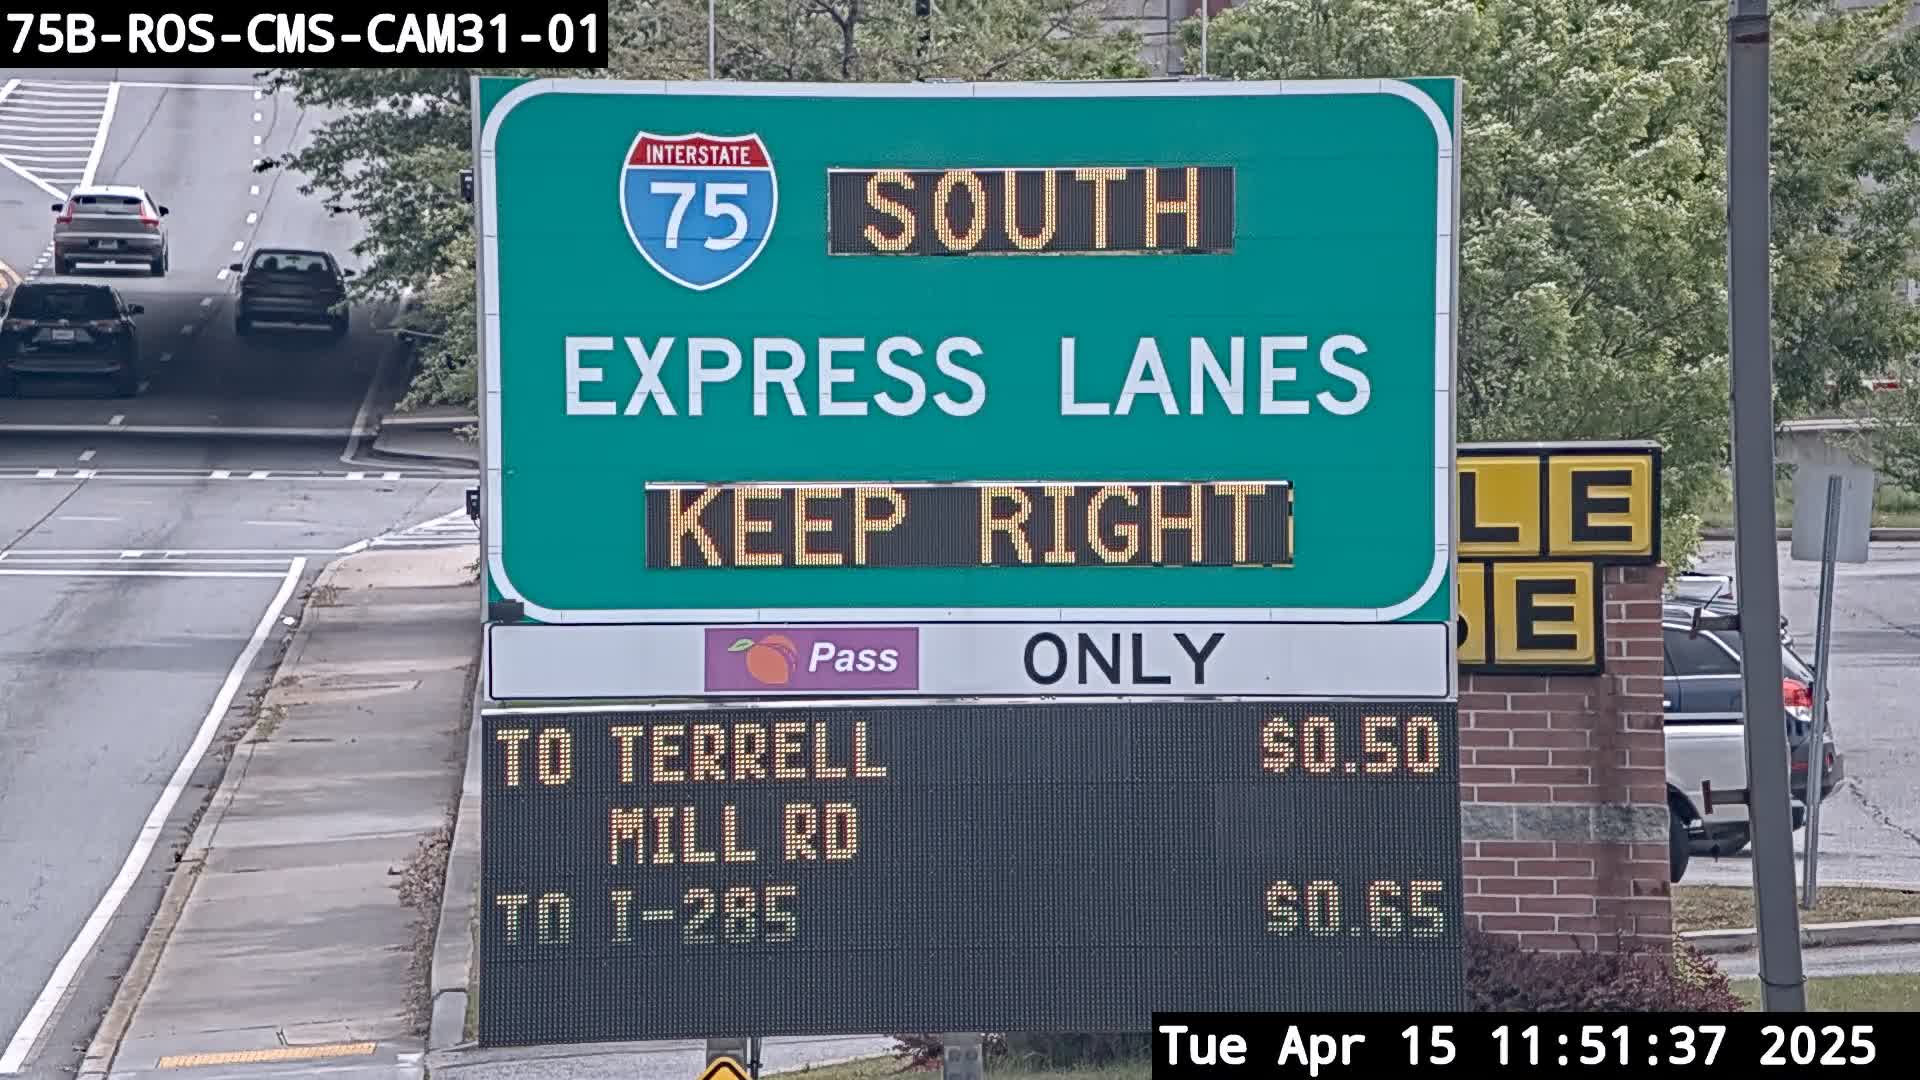 75B-ROS-CMS-CAM31-01
INTERSTATE
75
SOUTH
EXPRESS LANES
KEEP RIGHT
LE
E
Pass ONLY
TO TERRELL $0.50
MILL RD
TO I-285 $0.65
Tue Apr 15 11:51:37 2025